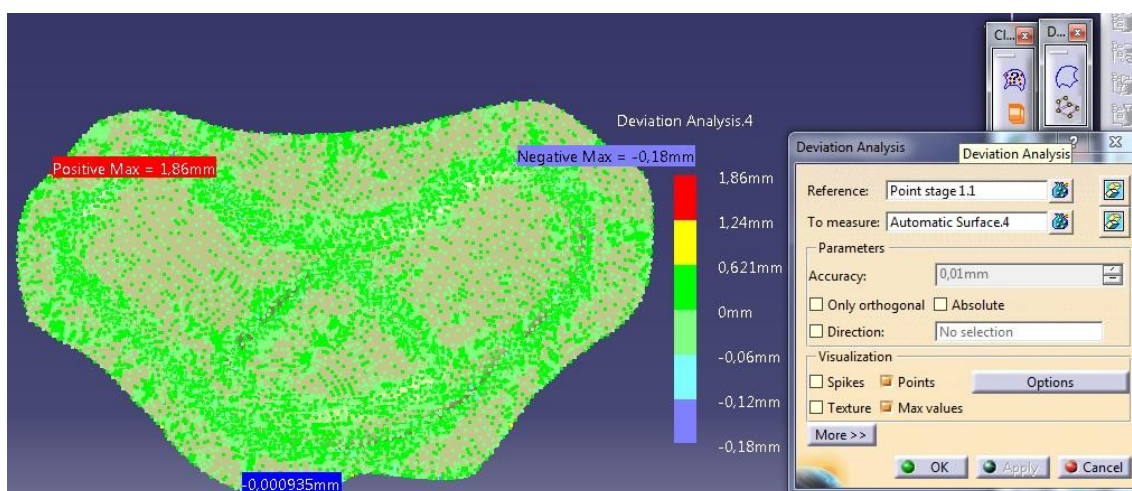 Cl...
D...
Deviation Analysis.4
Positive Max = 1,86mm
Negative Max = -0,18mm
1,86mm
1,24mm
0,621mm
0mm
-0,06mm
-0,12mm
-0,18mm
-0,000935mm
Deviation Analysis
Deviation Analysis
Reference: Point stage 1.1
To measure: Automatic Surface.4
Parameters
Accuracy: 0,01mm
Only orthogonal Absolute
Direction: No selection
Visualization
Spikes Points Options
Texture Max values
More >>
OK Apply Cancel